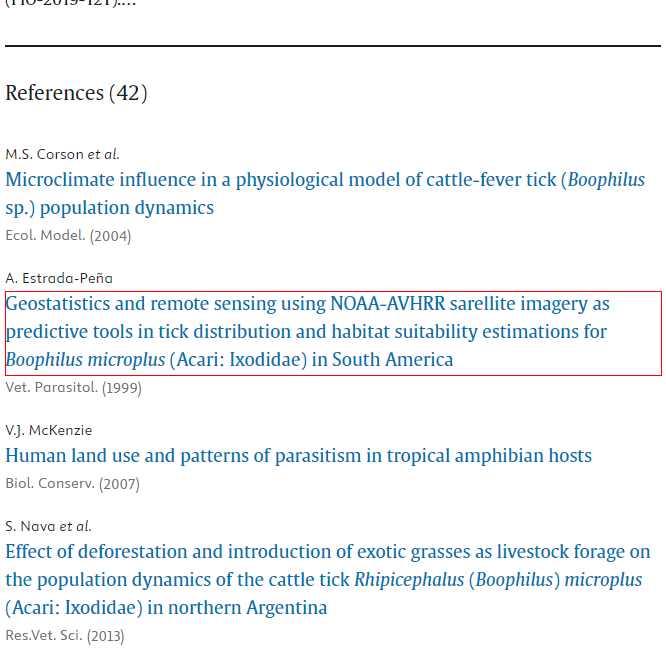 (PIO-2019-121).…
References (42)
M.S. Corson et al.
Microclimate influence in a physiological model of cattle-fever tick (Boophilus
sp.) population dynamics
Ecol. Model. (2004)
A. Estrada-Peña
Geostatistics and remote sensing using NOAA-AVHRR sarellite imagery as
predictive tools in tick distribution and habitat suitability estimations for
Boophilus microplus (Acari: Ixodidae) in South America
Vet. Parasitol. (1999)
V.J. McKenzie
Human land use and patterns of parasitism in tropical amphibian hosts
Biol. Conserv. (2007)
S. Nava et al.
Effect of deforestation and introduction of exotic grasses as livestock forage on
the population dynamics of the cattle tick Rhipicephalus (Boophilus) microplus
(Acari: Ixodidae) in northern Argentina
Res.Vet. Sci. (2013)